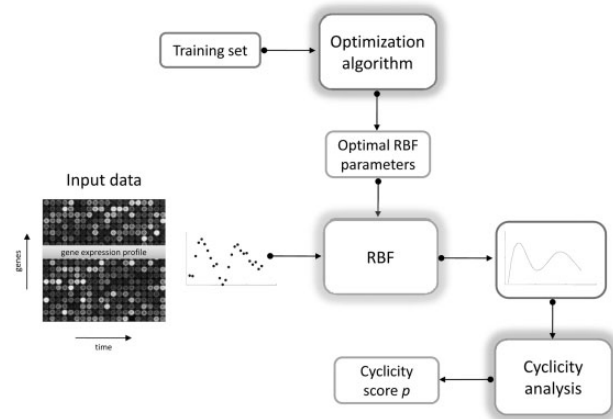 Training set
Optimization
algorithm
Optimal RBF
parameters
Input data
gene expression profile
genes
time
RBF
Cyclicity
analysis
Cyclicity
score p